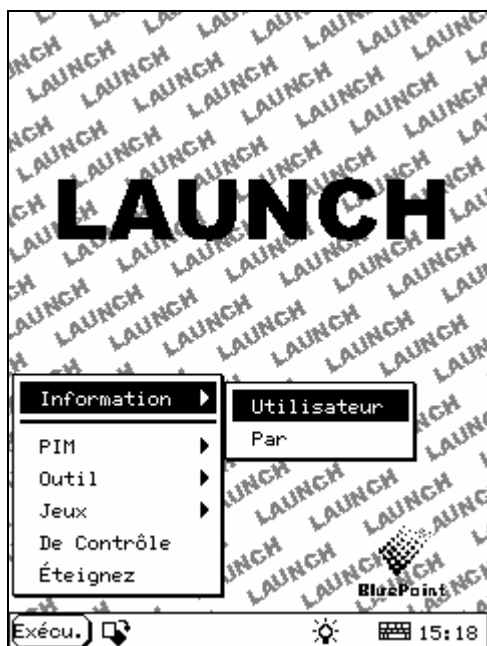 LAUNCH
Information
Utilisateur
Par
PIM
Outil
Jeux
De Contrôle
Éteignez
BluePoint
Exécu.
15:18